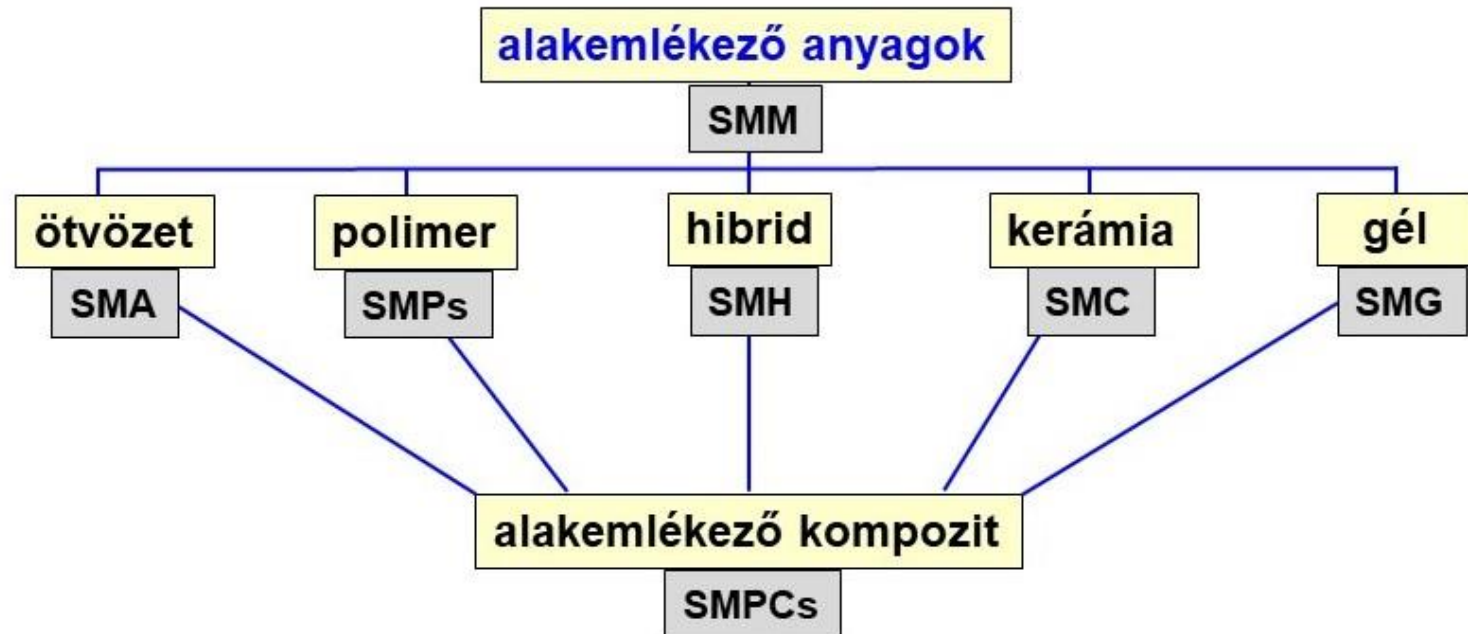 alakemlékező anyagok
SMM
ötvözet
SMA
polimer
SMPs
hibrid
SMH
kerámia
SMC
gél
SMG
alakemlékező kompozit
SMPCs